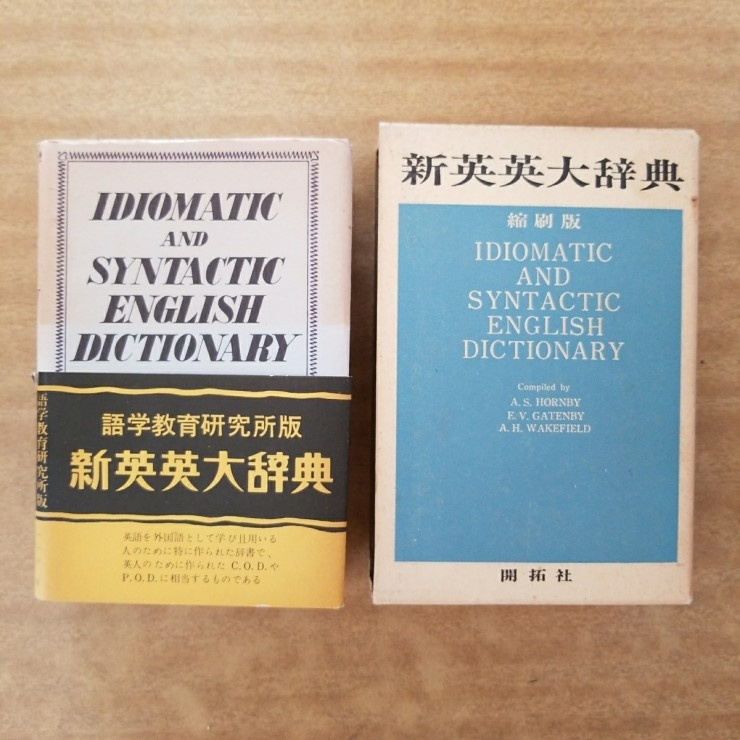 IDIOMATIC
AND
SYNTACTIC
ENGLISH
DICTIONARY
語学教育研究所版
語学教育研究所版
新英英大辞典
英語を外国語として学び且用いる
人のために特に作られた辞書で、
英人のために作られた C.O.D.や
P.O.D.に相当するものである
新英英大辞典
縮刷版
IDIOMATIC
AND
SYNTACTIC
ENGLISH
DICTIONARY
Compiled by
A. S. HORNBY
E. V. GATENBY
A. H. WAKEFIELD
開拓社